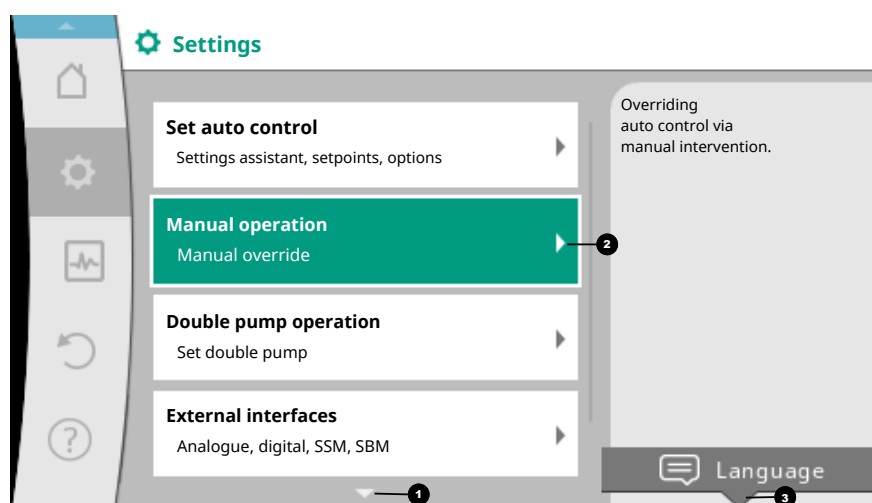 Settings
Set auto control
Settings assistant, setpoints, options
Manual operation
Manual override
2
Double pump operation
Set double pump
External interfaces
Analogue, digital, SSM, SBM
1
Overriding
auto control via
manual intervention.
?
Language
3